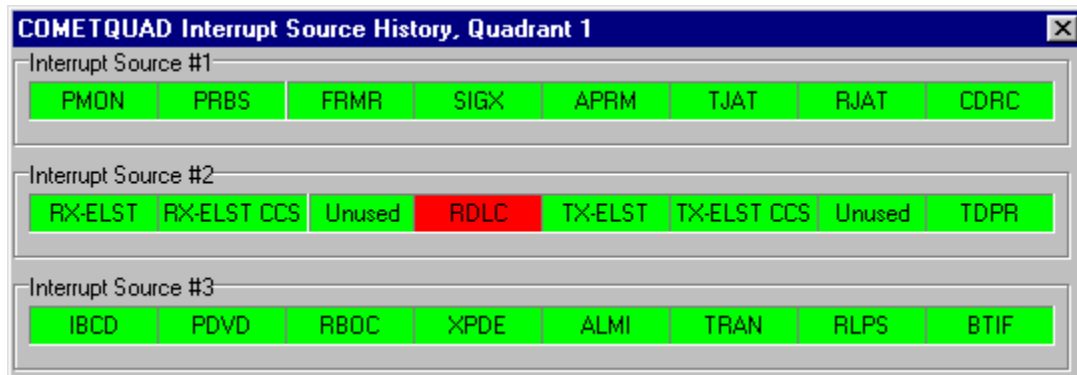 COMETQUAD Interrupt Source History, Quadrant 1
Interrupt Source #1
PMON PRBS FRMR SIGX APRM TJAT RJAT CDRC
Interrupt Source #2
RX-ELST RX-ELST CCS Unused RDLC TX-ELST TX-ELST CCS Unused TDPR
Interrupt Source #3
IBCD PDVD RBOC XPDE ALMI TRAN RLPS BTIF